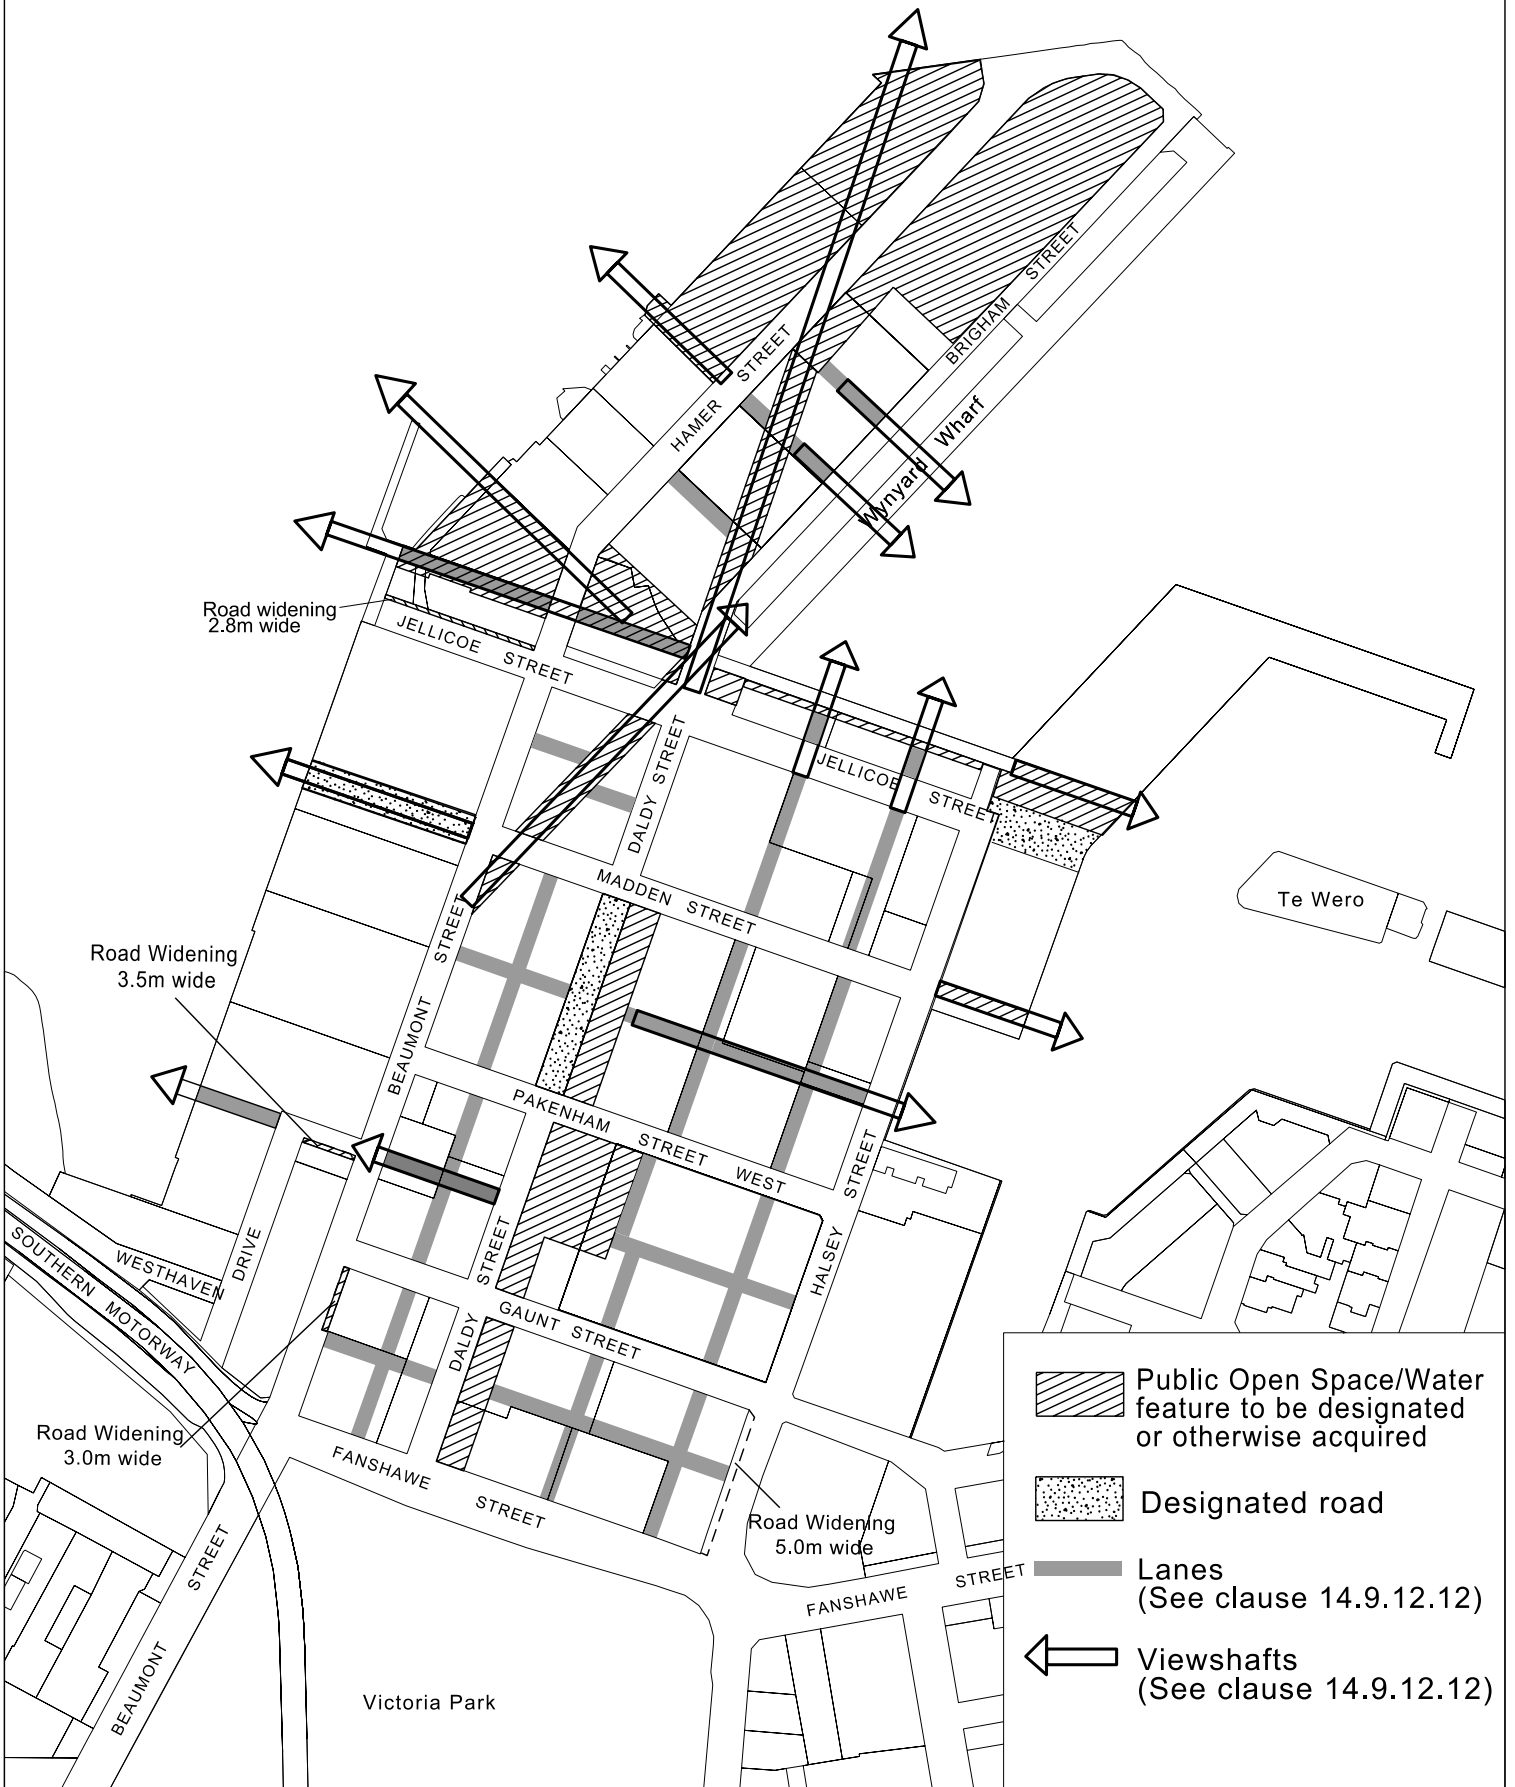 BRIGHAM STREET
HAMER STREET
Wynyard Wharf
Road widening
2.8m wide
JELLICOE STREET
DALDY STREET
JELLICOE STREET
MADDEN STREET
Te Wero
Road Widening
3.5m wide
BEAUMONT STREET
PAKENHAM STREET WEST
HALSEY STREET
WESTHAVEN DRIVE
SOUTHERN MOTORWAY
DALDY STREET
GAUNT STREET
Road Widening
3.0m wide
FANSHAWE STREET
Road Widening
5.0m wide
FANSHAWE STREET
BEAUMONT STREET
Victoria Park
Public Open Space/Water
feature to be designated
or otherwise acquired
Designated road
Lanes
(See clause 14.9.12.12)
Viewshafts
(See clause 14.9.12.12)